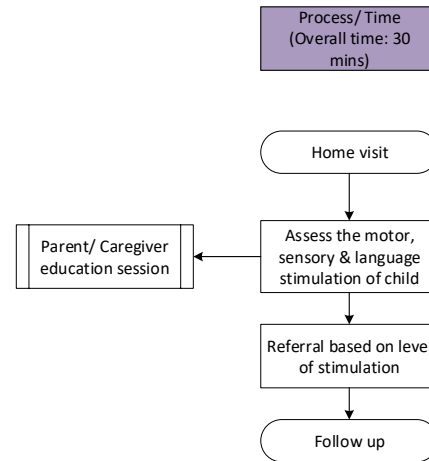 Process/ Time
(Overall time: 30
mins)
Home visit
Parent/ Caregiver
education session
Assess the motor,
sensory & language
stimulation of child
Referral based on level
of stimulation
Follow up